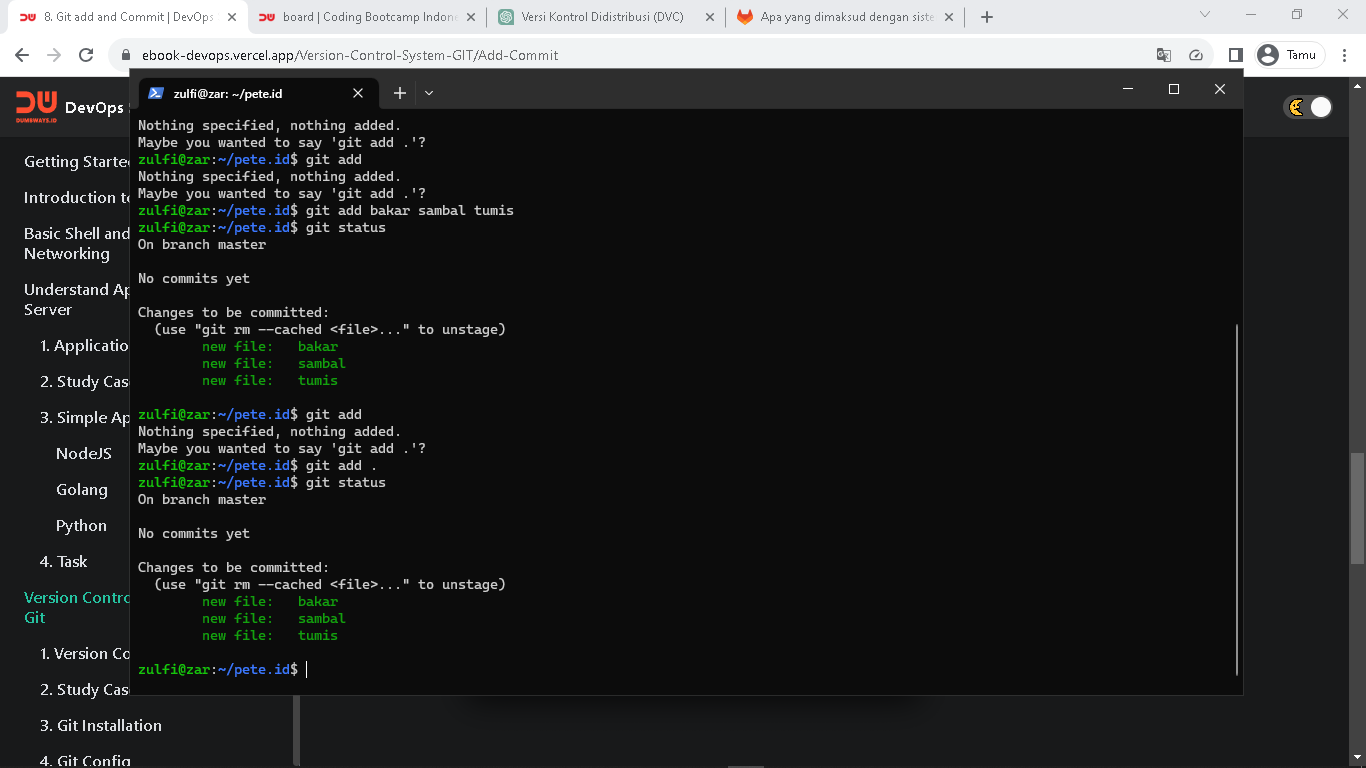 8. Git add and Commit | DevOps
board | Coding Bootcamp Indone
Versi Kontrol Didistribusi (DVC)
Apa yang dimaksud dengan siste
ebook-devops.vercel.app/Version-Control-System-GIT/Add-Commit
Tamu
DUMBWAYS.ID
DevOps
Getting Starte
Introduction t
Basic Shell and
Networking
Understand Ap
Server
1. Applicatio
2. Study Cas
3. Simple Ap
NodeJS
Golang
Python
4. Task
Version Contro
Git
1. Version Co
2. Study Cas
3. Git Installation
4. Git Config
zulfi@zar: ~/pete.id
Nothing specified, nothing added.
Maybe you wanted to say 'git add .'?
zulfi@zar:~/pete.id$ git add
Nothing specified, nothing added.
Maybe you wanted to say 'git add .'?
zulfi@zar:~/pete.id$ git add bakar sambal tumis
zulfi@zar:~/pete.id$ git status
On branch master
No commits yet
Changes to be committed:
(use "git rm --cached <file>..." to unstage)
new file: bakar
new file: sambal
new file: tumis
zulfi@zar:~/pete.id$ git add
Nothing specified, nothing added.
Maybe you wanted to say 'git add .'?
zulfi@zar:~/pete.id$ git add .
zulfi@zar:~/pete.id$ git status
On branch master
No commits yet
Changes to be committed:
(use "git rm --cached <file>..." to unstage)
new file: bakar
new file: sambal
new file: tumis
zulfi@zar:~/pete.id$